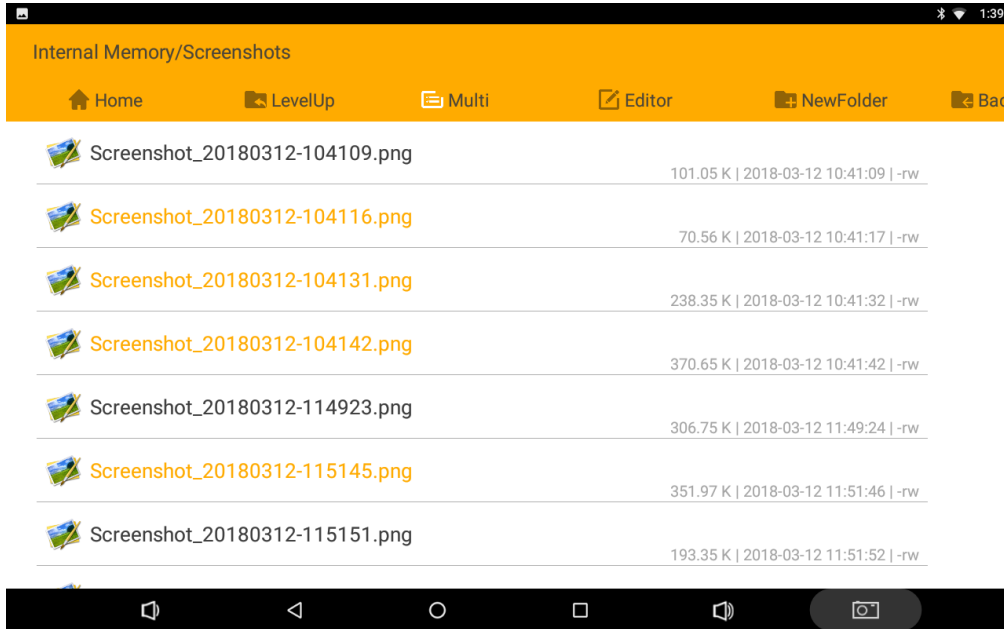 1:39
Internal Memory/Screenshots
Home LevelUp Multi Editor NewFolder
Screenshot_20180312-104109.png
101.05 K | 2018-03-12 10:41:09 | -rw
Screenshot_20180312-104116.png
70.56 K | 2018-03-12 10:41:17 | -rw
Screenshot_20180312-104131.png
238.35 K | 2018-03-12 10:41:32 | -rw
Screenshot_20180312-104142.png
370.65 K | 2018-03-12 10:41:42 | -rw
Screenshot_20180312-114923.png
306.75 K | 2018-03-12 11:49:24 | -rw
Screenshot_20180312-115145.png
351.97 K | 2018-03-12 11:51:46 | -rw
Screenshot_20180312-115151.png
193.35 K | 2018-03-12 11:51:52 | -rw